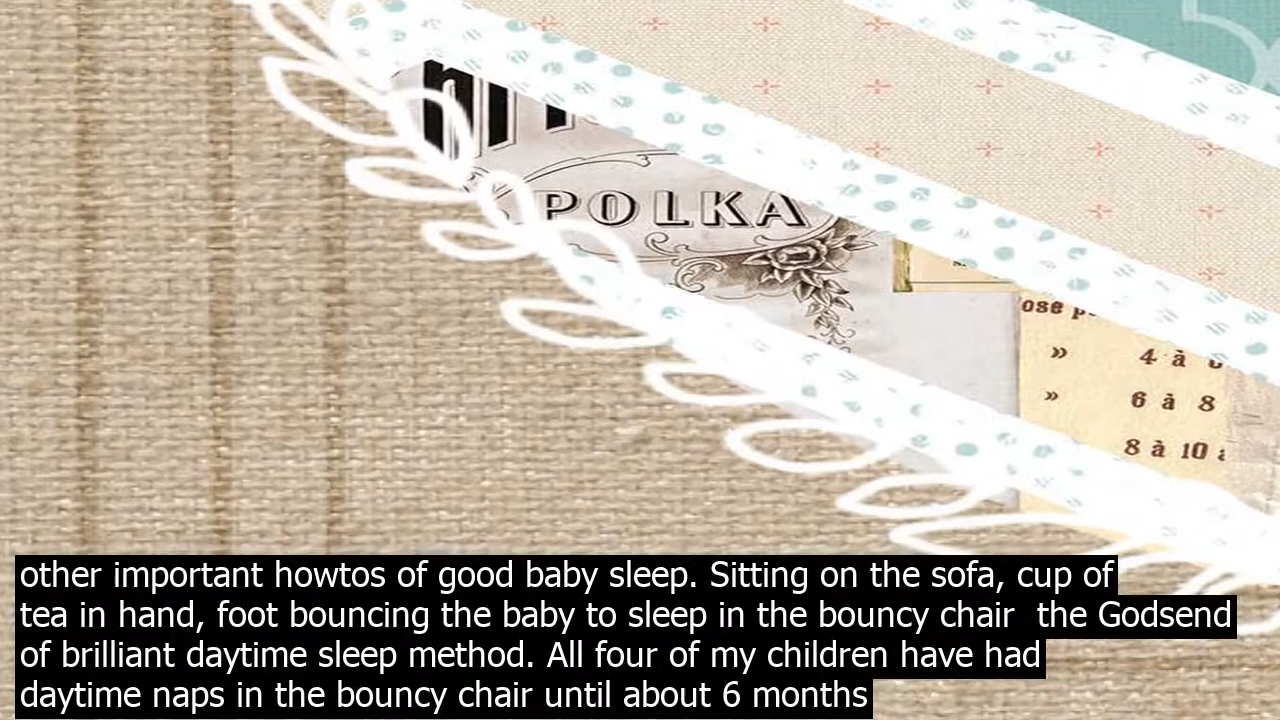 POLKA
ose
» 4 à
» 6 à 8
8 à 10
other important howtos of good baby sleep. Sitting on the sofa, cup of
tea in hand, foot bouncing the baby to sleep in the bouncy chair  the Godsend
of brilliant daytime sleep method. All four of my children have had
daytime naps in the bouncy chair until about 6 months